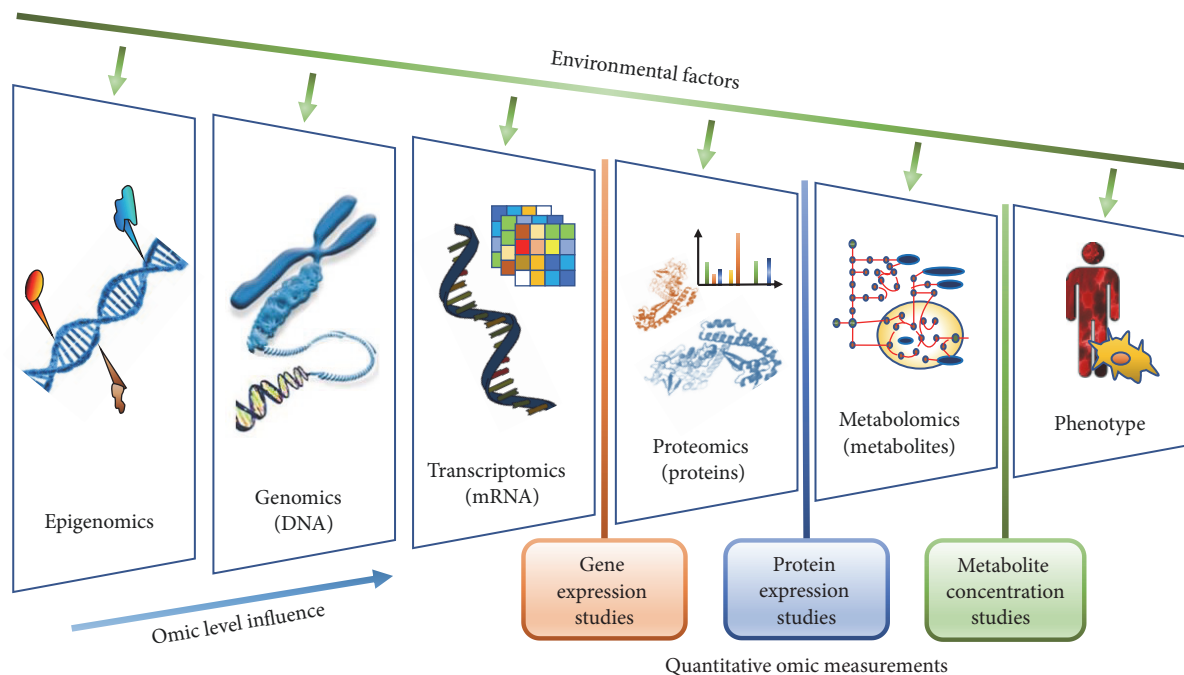 Environmental factors
Epigenomics
Genomics
(DNA)
Transcriptomics
(mRNA)
Proteomics
(proteins)
Metabolomics
(metabolites)
Phenotype
Omic level influence
Gene
expression
studies
Protein
expression
studies
Metabolite
concentration
studies
Quantitative omic measurements